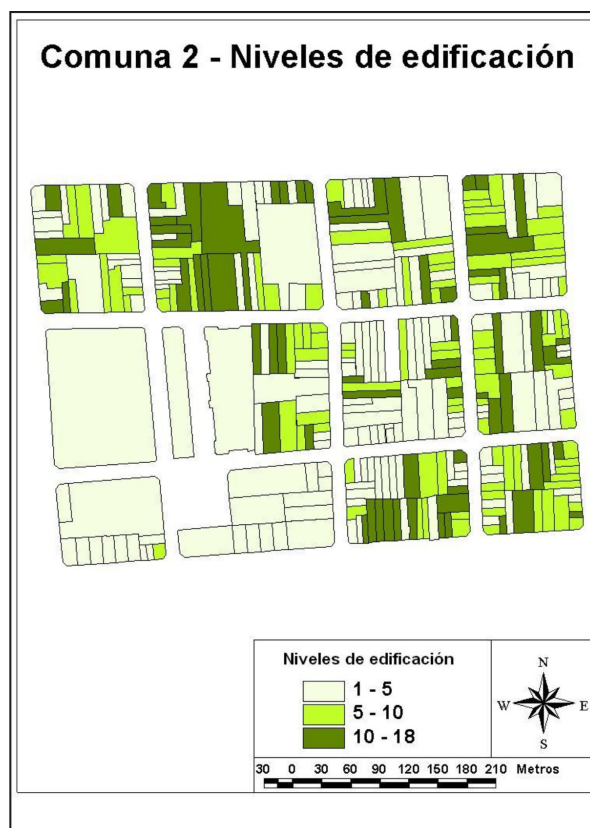 Comuna 2 - Niveles de edificación
Niveles de edificación
1 - 5
5 - 10
10 - 18
N
W E
S
30 0 30 60 90 120 150 180 210 Metros